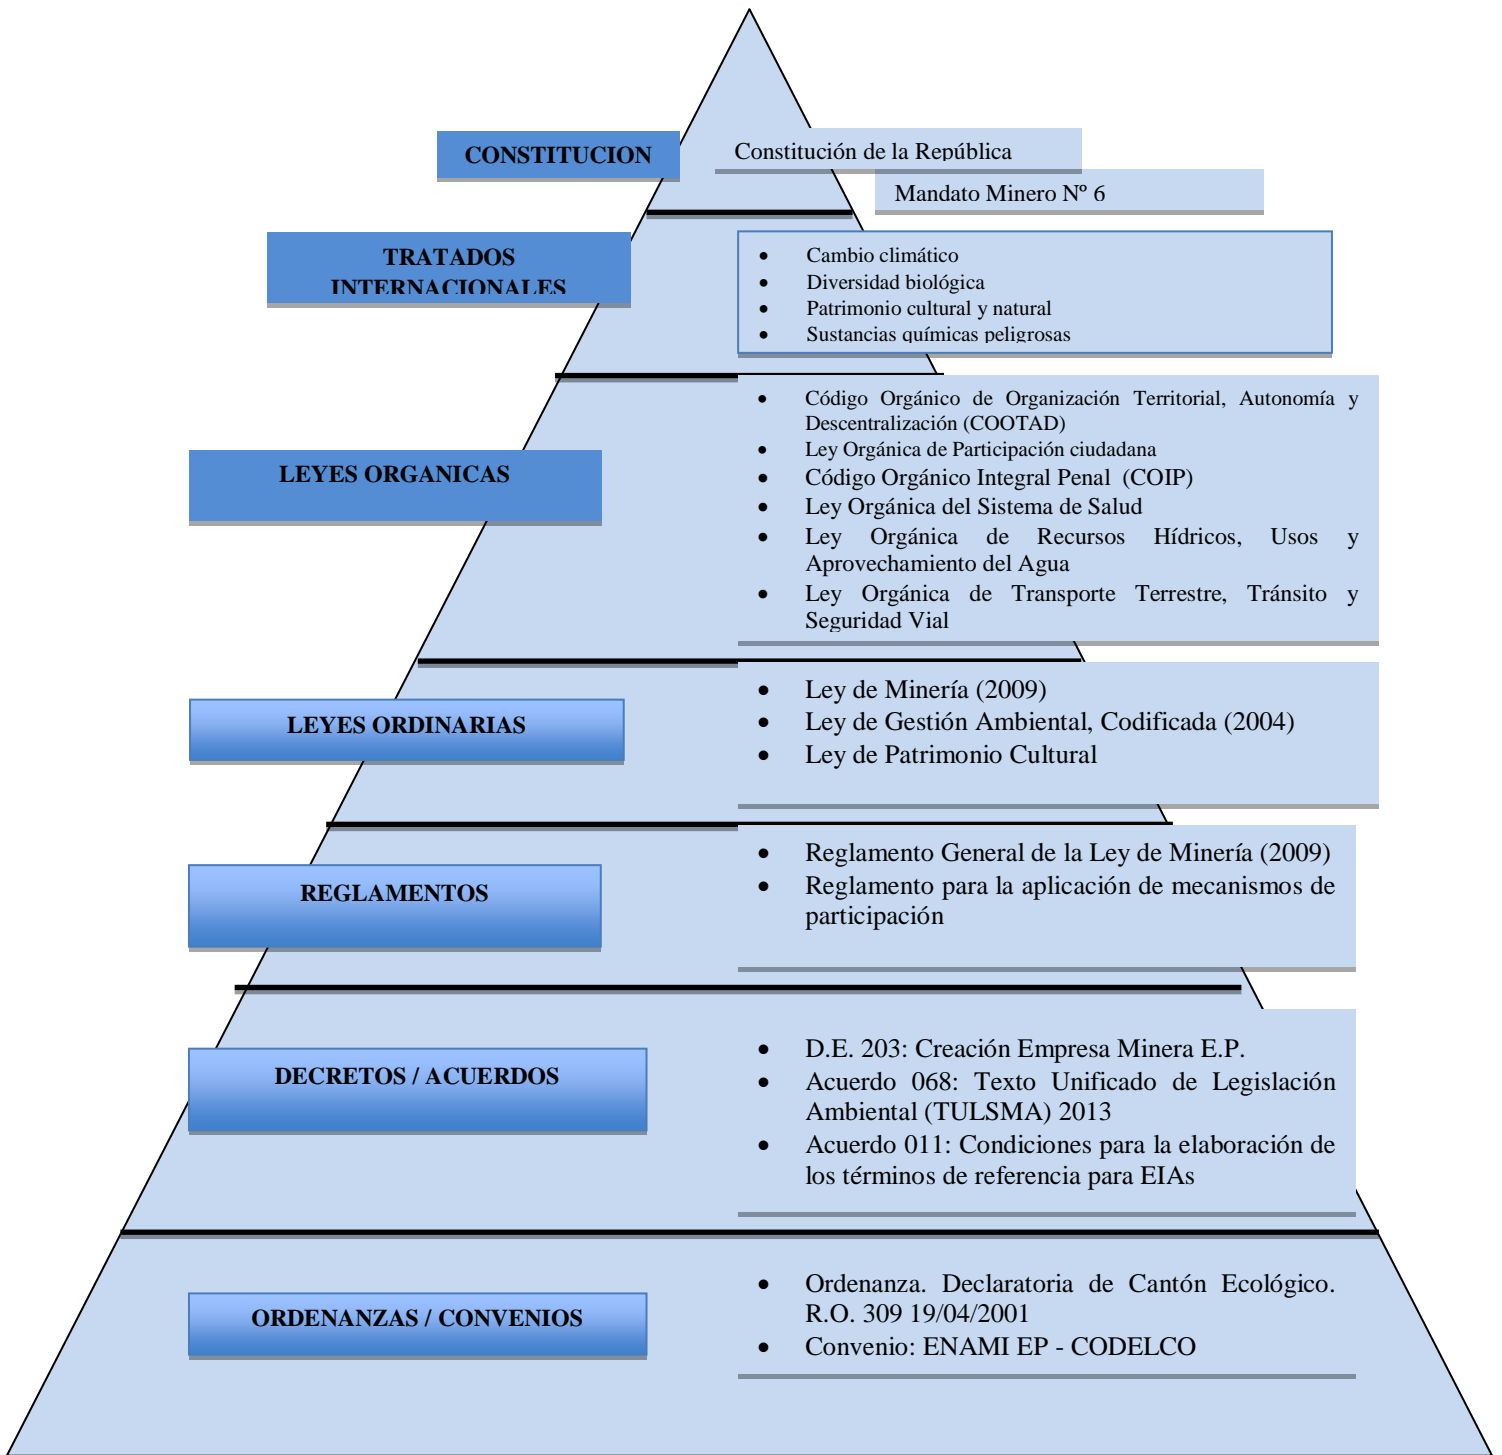 CONSTITUCION
Constitución de la República
Mandato Minero Nº 6
TRATADOS
INTERNACIONALES
• Cambio climático
• Diversidad biológica
• Patrimonio cultural y natural
• Sustancias químicas peligrosas
LEYES ORGANICAS
• Código Orgánico de Organización Territorial, Autonomía y
Descentralización (COOTAD)
• Ley Orgánica de Participación ciudadana
• Código Orgánico Integral Penal (COIP)
• Ley Orgánica del Sistema de Salud
• Ley Orgánica de Recursos Hídricos, Usos y
Aprovechamiento del Agua
• Ley Orgánica de Transporte Terrestre, Tránsito y
Seguridad Vial
LEYES ORDINARIAS
• Ley de Minería (2009)
• Ley de Gestión Ambiental, Codificada (2004)
• Ley de Patrimonio Cultural
REGLAMENTOS
• Reglamento General de la Ley de Minería (2009)
• Reglamento para la aplicación de mecanismos de
participación
DECRETOS / ACUERDOS
• D.E. 203: Creación Empresa Minera E.P.
• Acuerdo 068: Texto Unificado de Legislación
Ambiental (TULSMA) 2013
• Acuerdo 011: Condiciones para la elaboración de
los términos de referencia para EIAs
ORDENANZAS / CONVENIOS
• Ordenanza. Declaratoria de Cantón Ecológico.
R.O. 309 19/04/2001
• Convenio: ENAMI EP - CODELCO